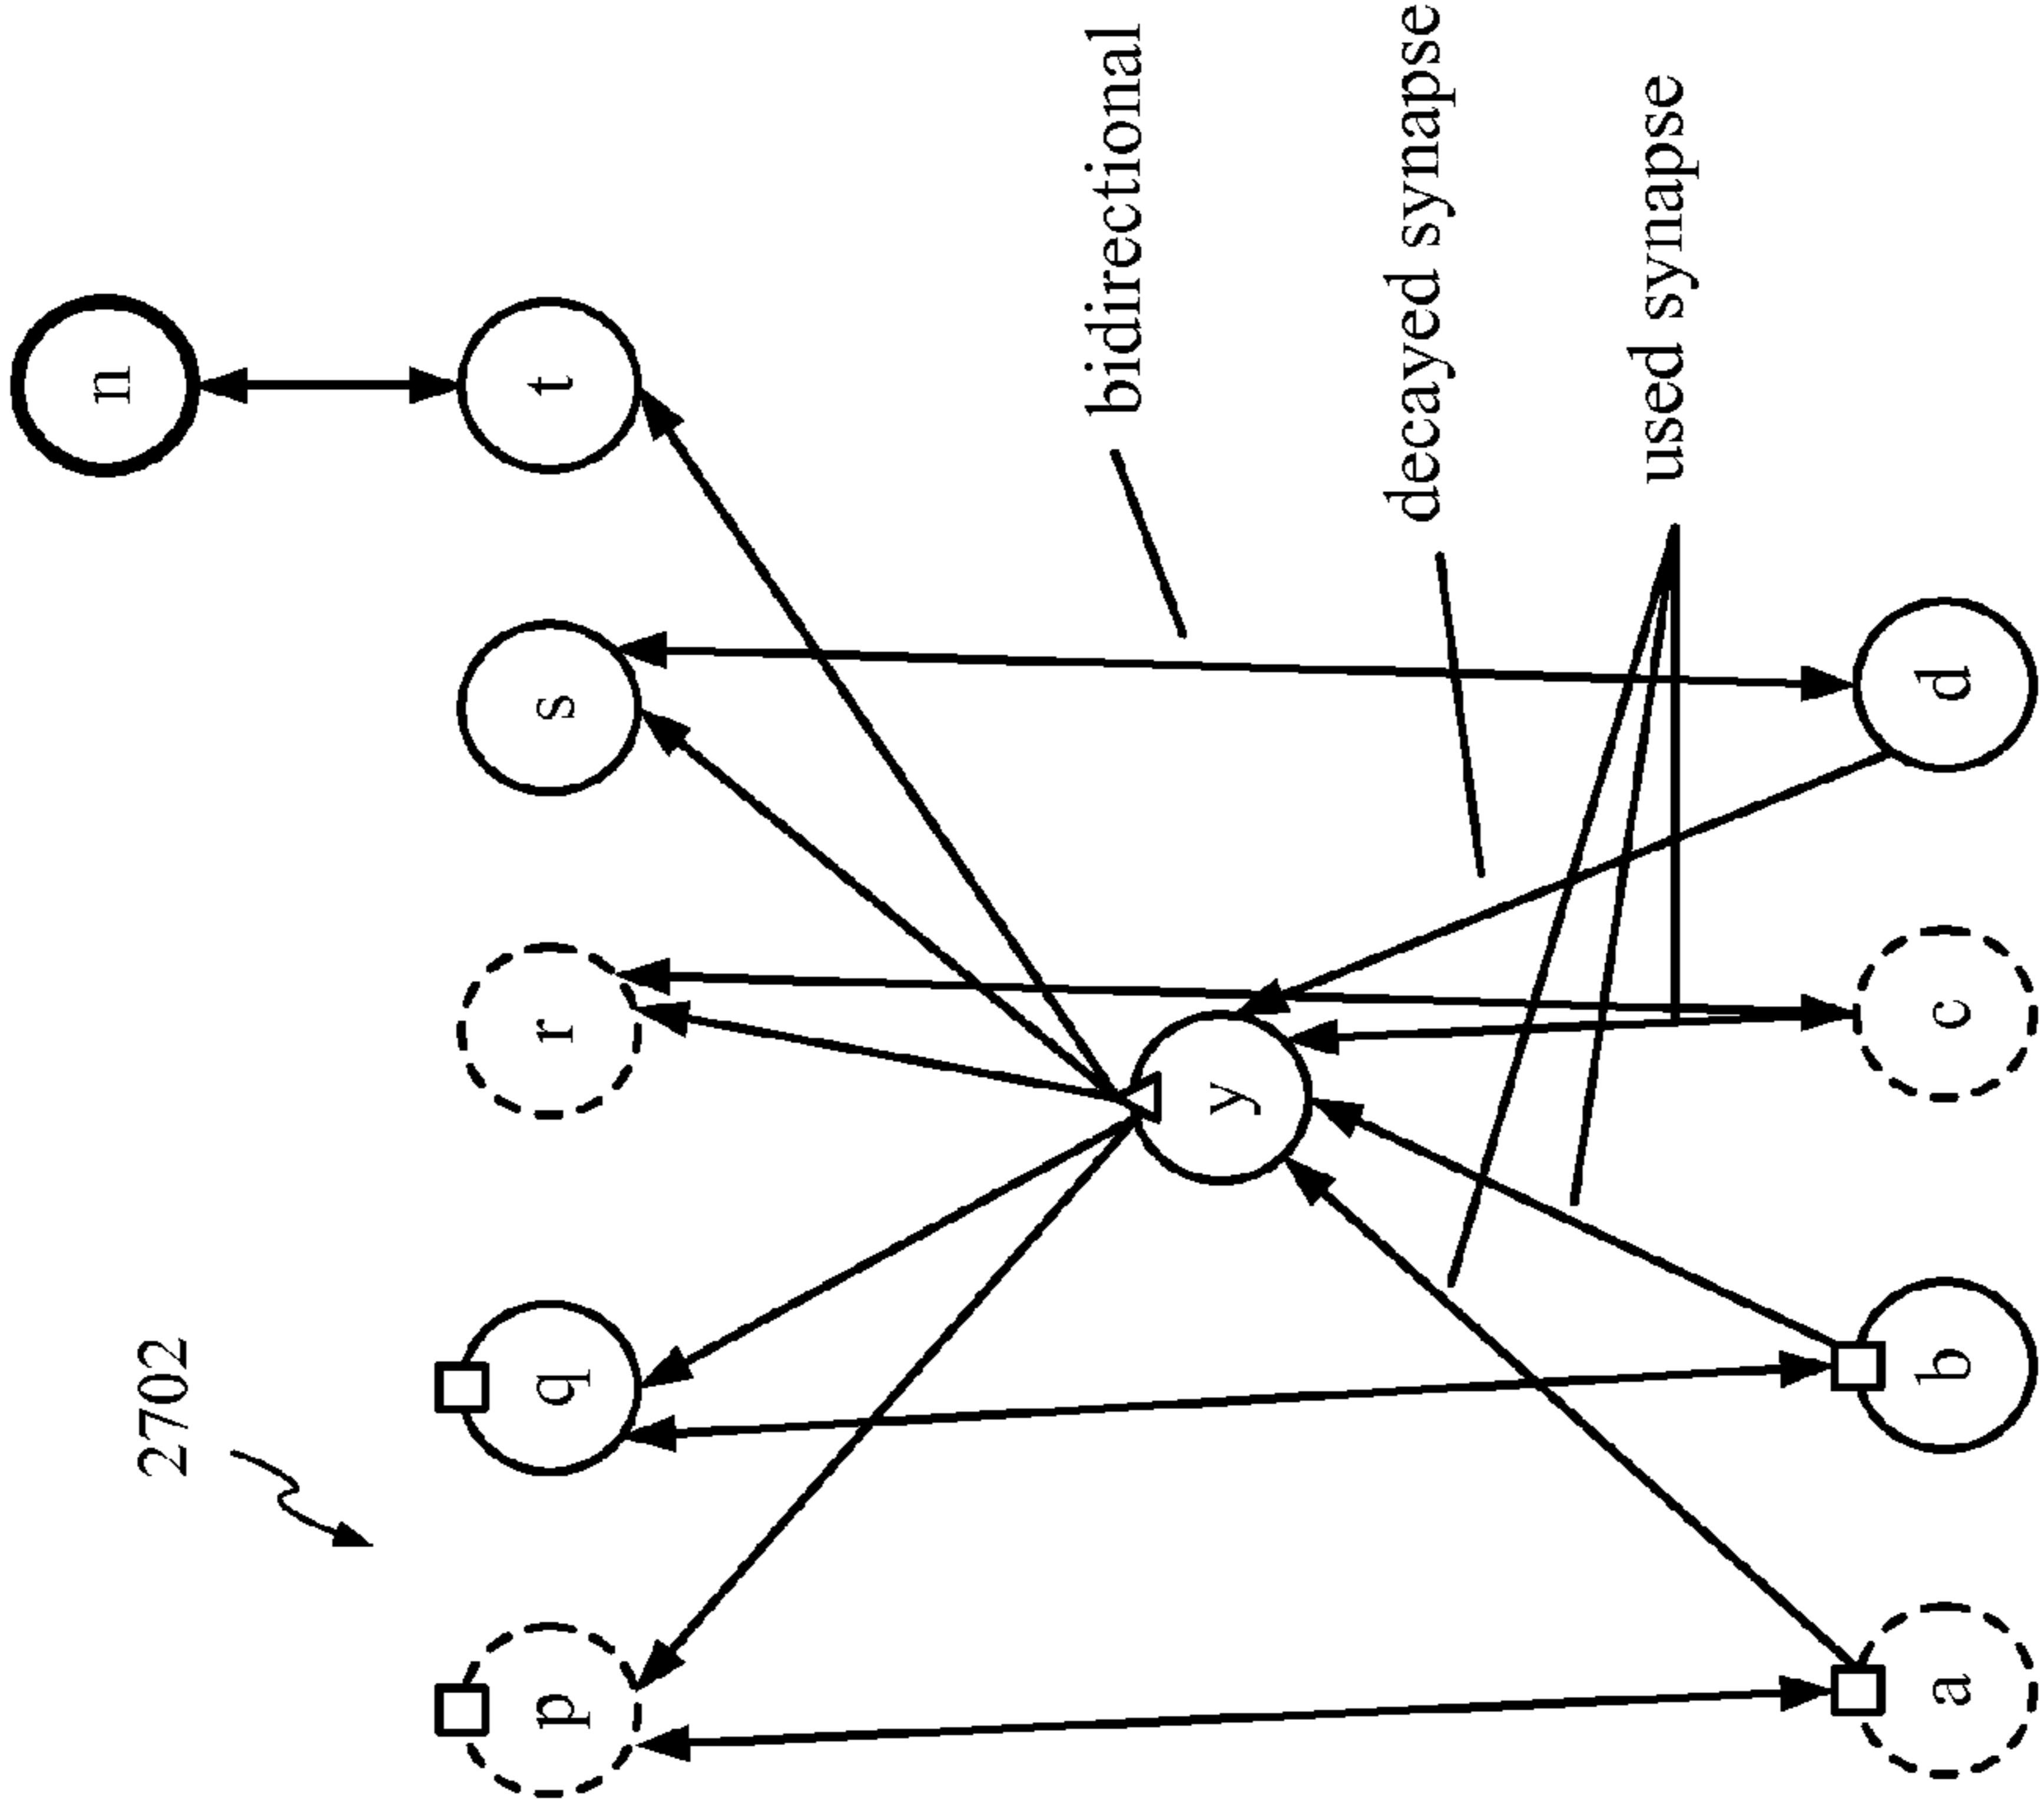 2702
n
p
q
r
s
t
y
bidirectional
decayed synapse
used synapse
a
b
c
d